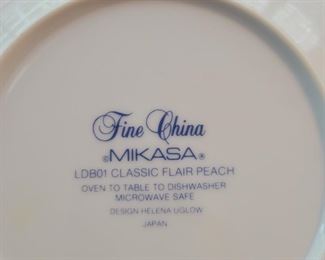 Fine China
©MIKASA®
LDB01 CLASSIC FLAIR PEACH
OVEN TO TABLE TO DISHWASHER
MICROWAVE SAFE
DESIGN HELENA UGLOW
JAPAN